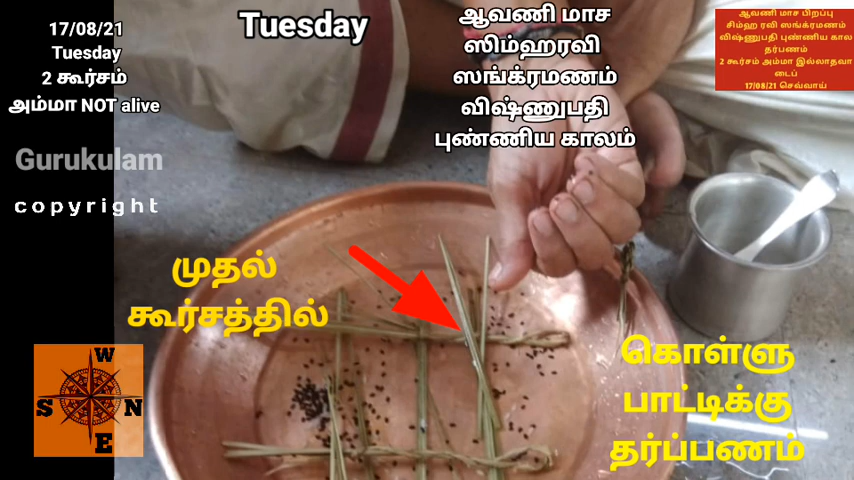 17/08/21
Tuesday
2 கூர்சம்
அம்மா NOT alive
Gurukulam
copyright
Tuesday
ஆவணி மாச
ஸிம்ஹரவி
ஸங்க்ரமணம்
விஷ்ணுபதி
புண்ணிய காலம்
ஆவணி மாச பிறப்பு
சிம்ஹ ரவி ஸங்க்ரமணம்
விஷ்ணுபதி புண்ணிய கால
தர்பணம்
2 கூர்சம் அம்மா இல்லாதவா
டைப்
17/08/21 செவ்வாய்
முதல்
கூர்சத்தில்
கொள்ளு
பாட்டிக்கு
தர்ப்பணம்
W
S N
E